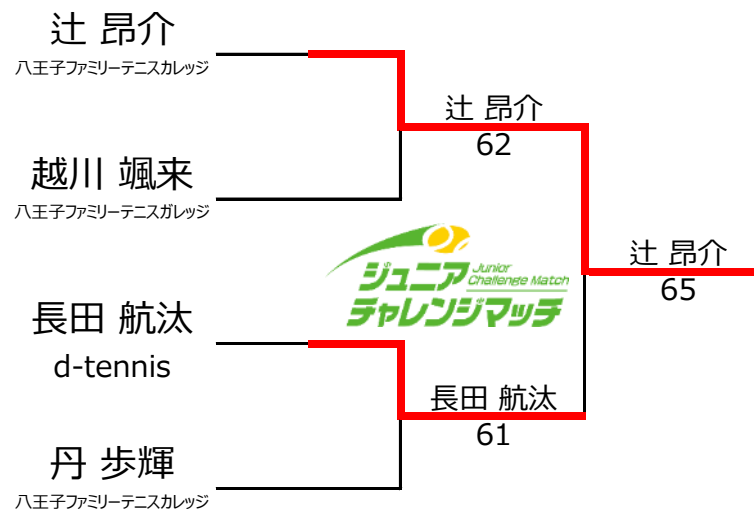 辻 昂介
八王子ファミリーテニスカレッジ
辻 昂介
62
越川 颯来
八王子ファミリーテニスガレッジ
ジュニア Junior
Challenge Match
チャレンジマッチ
辻 昂介
65
長田 航汰
d-tennis
長田 航汰
61
丹 歩輝
八王子ファミリーテニスカレッジ